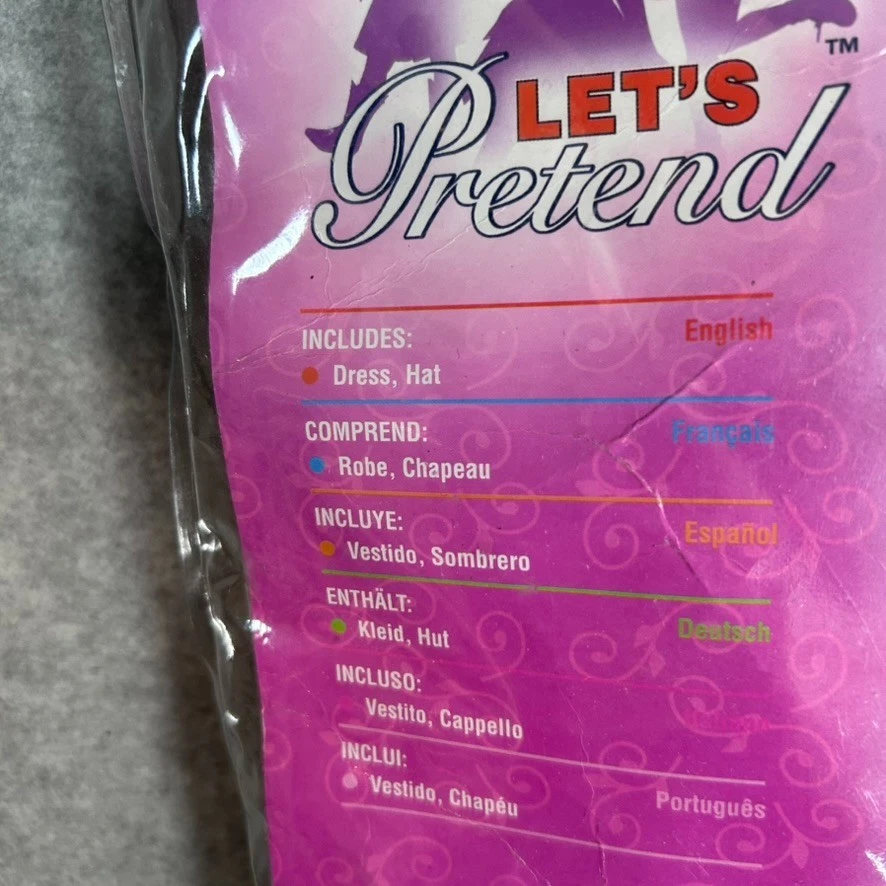 TM
LET'S
Pretend
INCLUDES: English
Dress, Hat
COMPREND: Français
Robe, Chapeau
INCLUYE: Español
Vestido, Sombrero
ENTHÄLT: Deutsch
Kleid, Hut
INCLUSO:
Vestito, Cappello
INCLUI: Português
Vestido, Chapéu